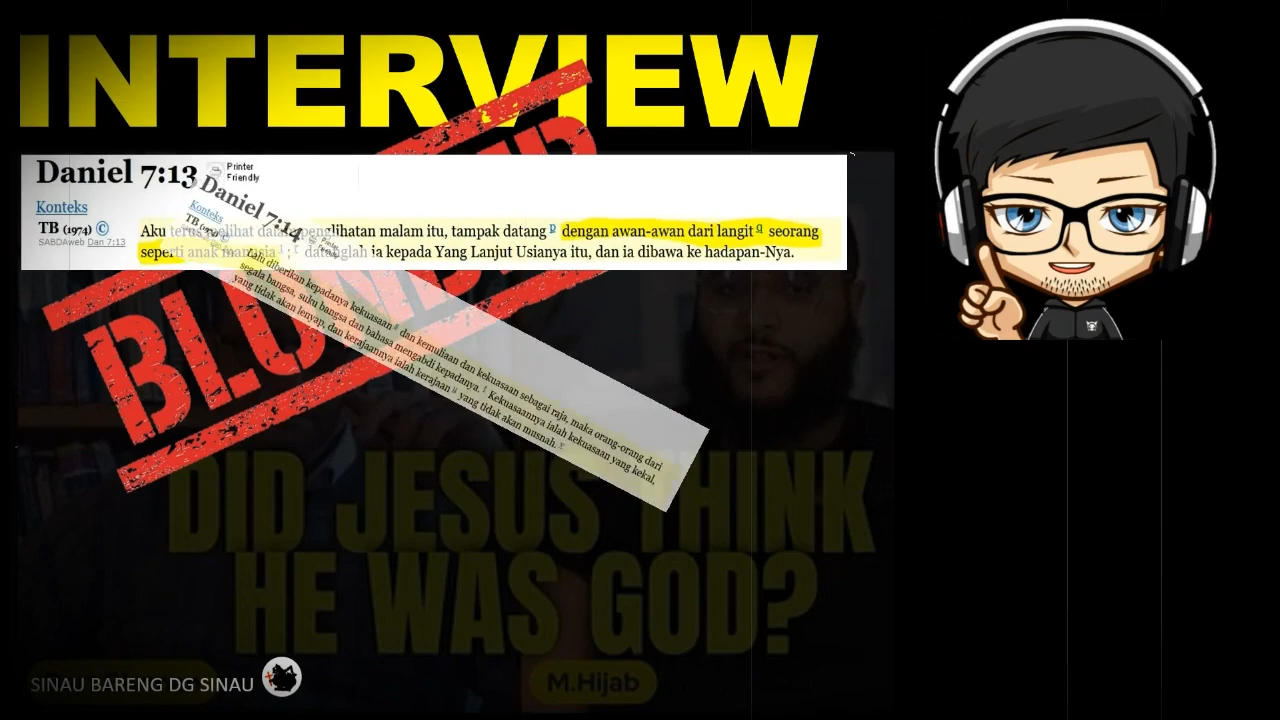 INTERVIEW
BLUNDER
Daniel 7:13
Printer
Friendly
Konteks
TB (1974) ©
SABDAweb Dan 7:13
Aku terus melihat dalam penglihatan malam itu, tampak datang p dengan awan-awan dari langit q seorang
seperti anak manusia ; datanglah ia kepada Yang Lanjut Usianya itu, dan ia dibawa ke hadapan-Nya.
Daniel 7:14
Konteks
TB (1974) ©
Lalu diberikan kepadanya kekuasaan dan kemuliaan dan kekuasaan sebagai raja, maka orang-orang dari
segala bangsa, suku bangsa dan bahasa mengabdi kepadanya. Kekuasaannya ialah kekuasaan yang kekal,
yang tidak akan lenyap, dan kerajaannya ialah kerajaan yang tidak akan musnah.
DID JESUS THINK
HE WAS GOD?
SINAU BARENG DG SINAU
M.Hijab